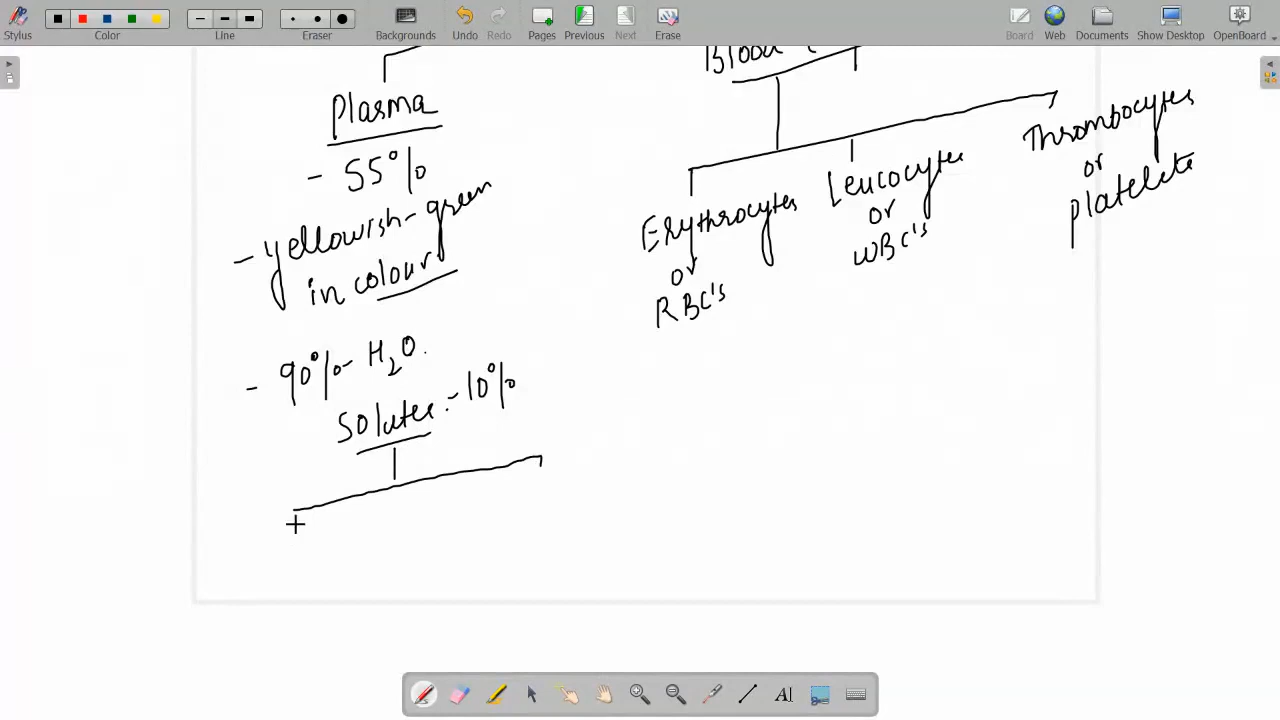 Stylus
Color
Line
Eraser
Backgrounds
Undo
Pages
Previous
Next
Erase
Board
Web
Documents
Show Desktop
OpenBoard
Plasma
- 55%
- yellowish-green
in colour
- 90% - H₂O.
Solutes - 10%
Blood
Erythrocytes
or
RBC's
Leucocytes
or
WBC's
Thrombocytes
or
platelets
A